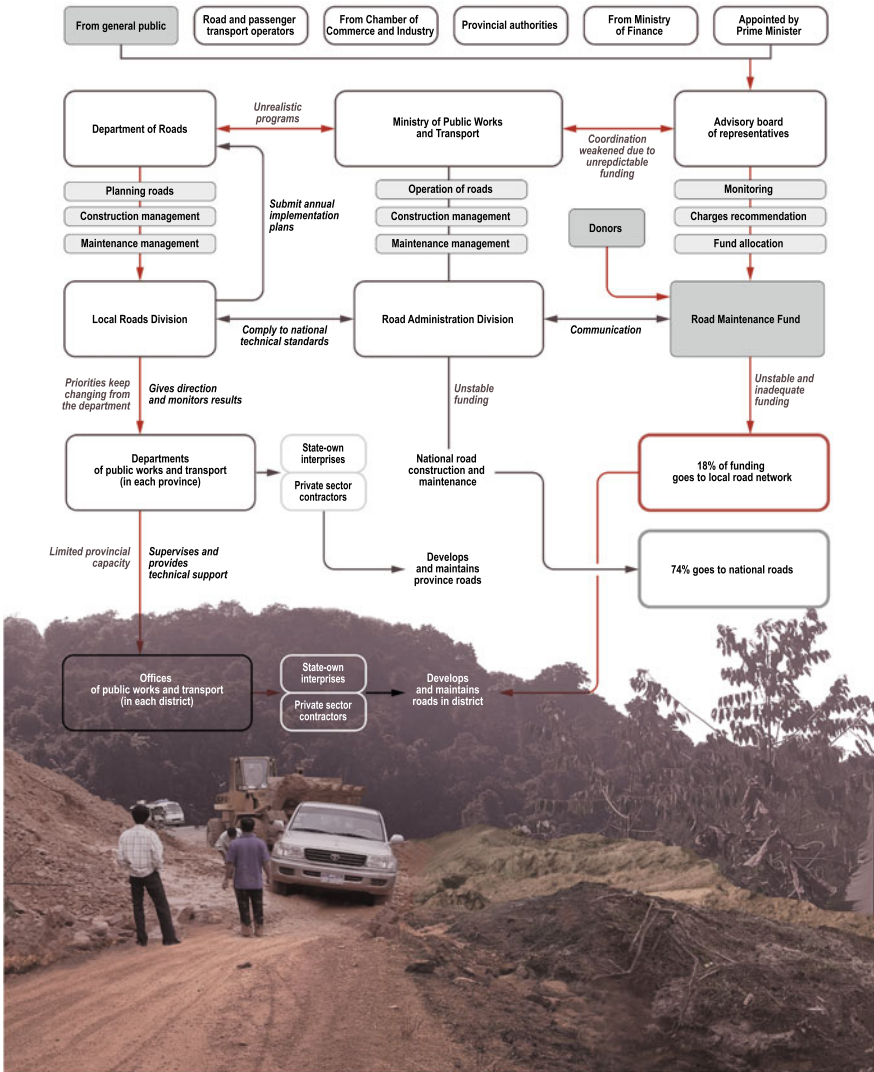 From general public
Road and passenger
transport operators
From Chamber of
Commerce and Industry
Provincial authorities
From Ministry
of Finance
Appointed by
Prime Minister
Department of Roads
Unrealistic
programs
Ministry of Public Works
and Transport
Coordination
weakened due to
unrepdictable
funding
Advisory board
of representatives
Planning roads
Construction management
Maintenance management
Submit annual
implementation
plans
Operation of roads
Construction management
Maintenance management
Donors
Monitoring
Charges recommendation
Fund allocation
Local Roads Division
Comply to national
technical standards
Road Administration Division
Communication
Road Maintenance Fund
Priorities keep
changing from
the department
Gives direction
and monitors results
Unstable
funding
Unstable and
inadequate
funding
Departments
of public works and transport
(in each province)
State-own
interprises
Private sector
contractors
National road
construction and
maintenance
18% of funding
goes to local road network
Limited provincial
capacity
Supervises and
provides
technical support
Develops
and maintains
province roads
74% goes to national roads
Offices
of public works and transport
(in each district)
State-own
interprises
Private sector
contractors
Develops
and maintains
roads in district